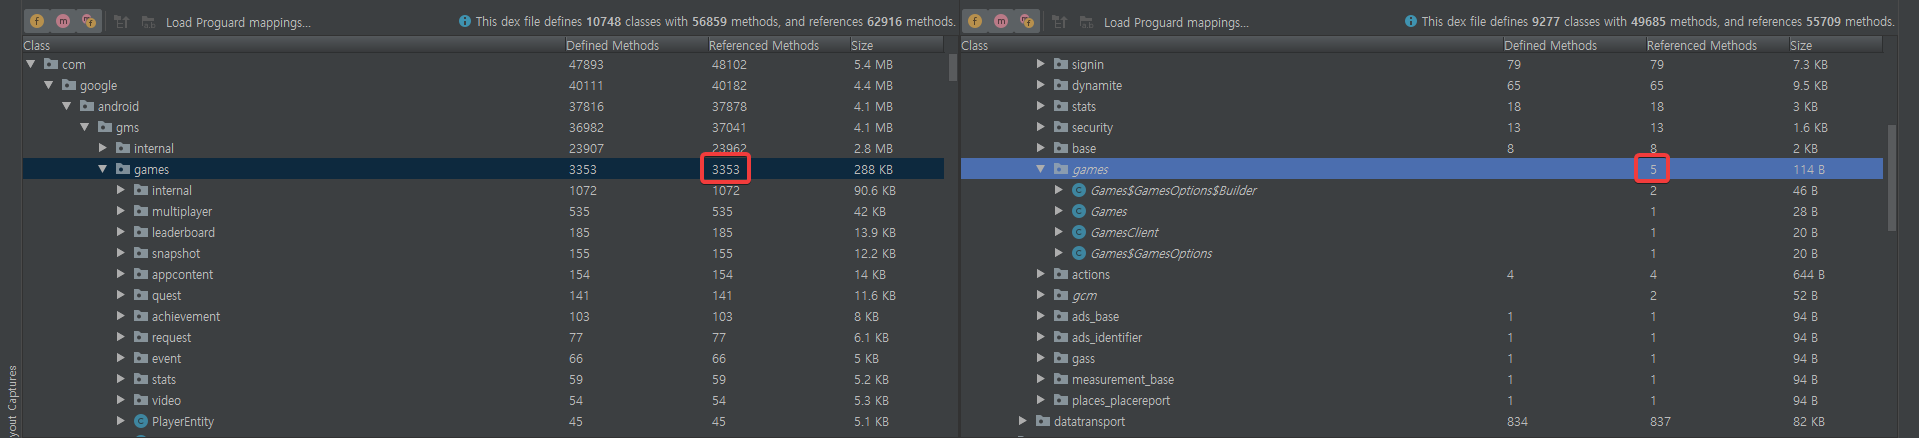 Load Proguard mappings... This dex file defines 10748 classes with 56859 methods, and references 62916 methods.
Class Defined Methods Referenced Methods Size
com 47893 48102 5.4 MB
google 40111 40182 4.4 MB
android 37816 37878 4.1 MB
gms 36982 37041 4.1 MB
internal 23907 23962 2.8 MB
games 3353 3353 288 KB
internal 1072 1072 90.6 KB
multiplayer 535 535 42 KB
leaderboard 185 185 13.9 KB
snapshot 155 155 12.2 KB
appcontent 154 154 14 KB
quest 141 141 11.6 KB
achievement 103 103 8 KB
request 77 77 6.1 KB
event 66 66 5 KB
stats 59 59 5.2 KB
video 54 54 5.3 KB
PlayerEntity 45 45 5.1 KB
yout Captures
Load Proguard mappings... This dex file defines 9277 classes with 49685 methods, and references 55709 methods.
Class Defined Methods Referenced Methods Size
signin 79 79 7.3 KB
dynamite 65 65 9.5 KB
stats 18 18 3 KB
security 13 13 1.6 KB
base 8 8 2 KB
games 5 114 B
Games$GamesOptions$Builder 2 46 B
Games 1 28 B
GamesClient 1 20 B
Games$GamesOptions 1 20 B
actions 4 4 644 B
gcm 2 52 B
ads_base 1 1 94 B
ads_identifier 1 1 94 B
gass 1 1 94 B
measurement_base 1 1 94 B
places_placereport 1 1 94 B
datatransport 834 837 82 KB